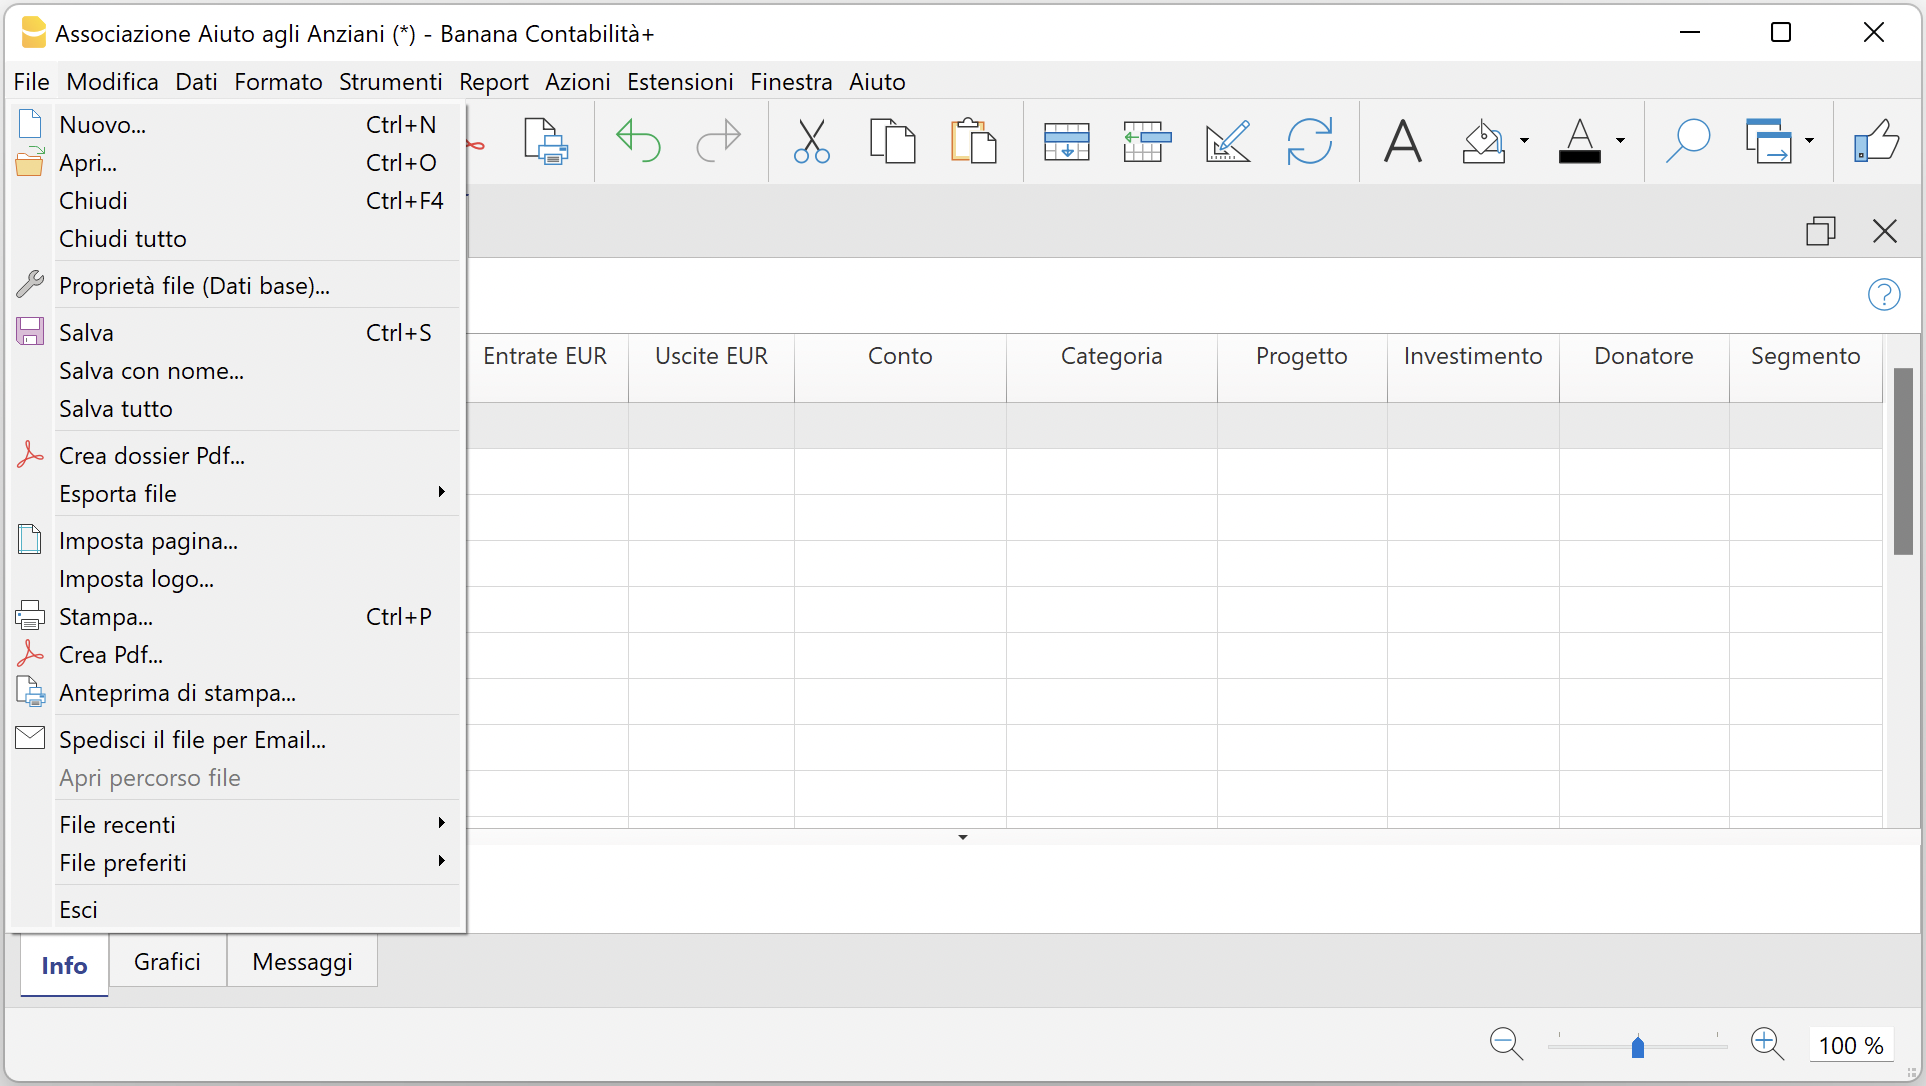 Associazione Aiuto agli Anziani (*) - Banana Contabilità+
File Modifica Dati Formato Strumenti Report Azioni Estensioni Finestra Aiuto
Nuovo... Ctrl+N
Apri... Ctrl+O
Chiudi Ctrl+F4
Chiudi tutto
Proprietà file (Dati base)...
Salva Ctrl+S
Salva con nome...
Salva tutto
Crea dossier Pdf...
Esporta file
Imposta pagina...
Imposta logo...
Stampa... Ctrl+P
Crea Pdf...
Anteprima di stampa...
Spedisci il file per Email...
Apri percorso file
File recenti
File preferiti
Esci
Entrate EUR Uscite EUR Conto Categoria Progetto Investimento Donatore Segmento
Info Grafici Messaggi
100 %